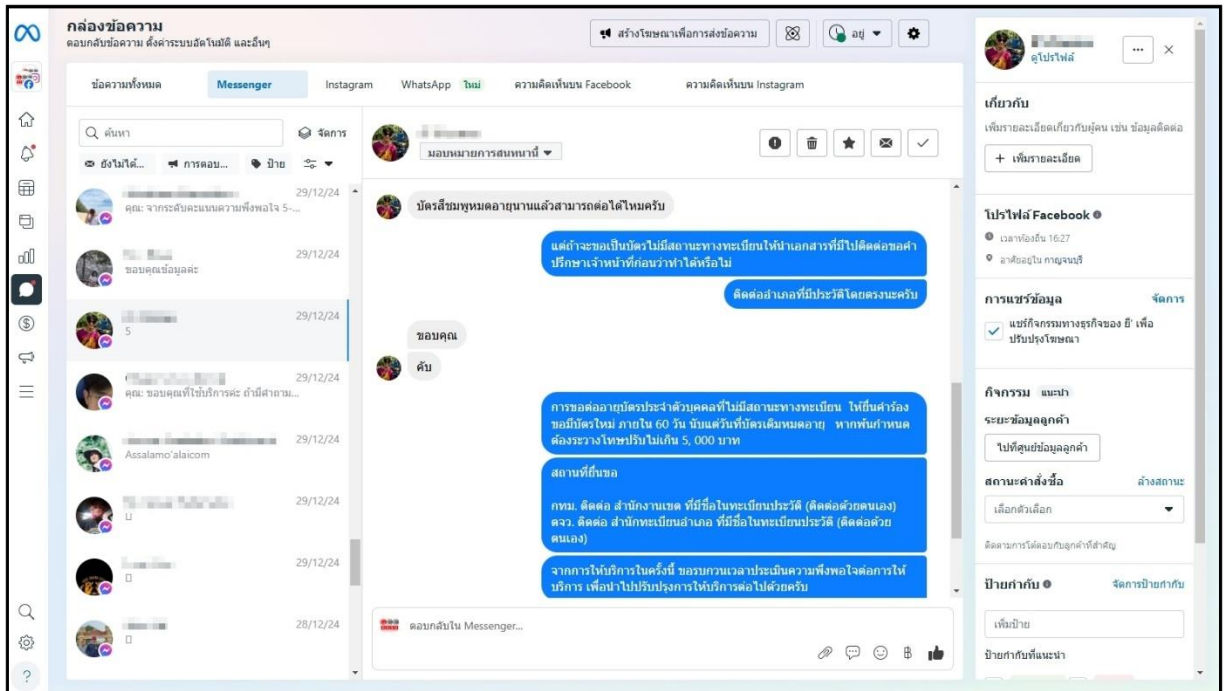 กล่องข้อความ
ตอบกลับข้อความ ตั้งค่าระบบอัตโนมัติ และอื่นๆ
สร้างโฆษณาเพื่อการส่งข้อความ
อยู่
ข้อความทั้งหมด
Messenger
Instagram
WhatsApp ใหม่
ความคิดเห็นบน Facebook
ความคิดเห็นบน Instagram
ค้นหา
จัดการ
ยังไม่ได้...
การตอบ...
ป้าย
29/12/24
คุณ: จากระดับคะแนนความพึงพอใจ 5-...
29/12/24
ขอบคุณข้อมูลค่ะ
29/12/24
5
29/12/24
คุณ: ขอบคุณที่ใช้บริการค่ะ ถ้ามีคำถาม...
29/12/24
Assalamo'alaicom
29/12/24
29/12/24
28/12/24
มอบหมายการสนทนานี้
บัตรสีชมพูหมดอายุนานแล้วสามารถต่อได้ไหมครับ
แต่ถ้าจะขอเป็นบัตรไม่มีสถานะทางทะเบียนให้นำเอกสารที่มีไปติดต่อขอคำ
ปรึกษาเจ้าหน้าที่ก่อนว่าทำได้หรือไม่
ติดต่ออำเภอที่มีประวัติโดยตรงนะครับ
ขอบคุณ
คับ
การขอต่ออายุบัตรประจำตัวบุคคลที่ไม่มีสถานะทางทะเบียน ให้ยื่นคำร้อง
ขอมีบัตรใหม่ ภายใน 60 วัน นับแต่วันที่บัตรเดิมหมดอายุ หากพ้นกำหนด
ต้องระวางโทษปรับไม่เกิน 5, 000 บาท
สถานที่ยื่นขอ
กทม. ติดต่อ สำนักงานเขต ที่มีชื่อในทะเบียนประวัติ (ติดต่อด้วยตนเอง)
ตจว. ติดต่อ สำนักทะเบียนอำเภอ ที่มีชื่อในทะเบียนประวัติ (ติดต่อด้วย
ตนเอง)
จากการให้บริการในครั้งนี้ ขอรบกวนเวลาประเมินความพึงพอใจต่อการให้
บริการ เพื่อนำไปปรับปรุงการให้บริการต่อไปด้วยครับ
ตอบกลับใน Messenger...
ดูโปรไฟล์
เกี่ยวกับ
เพิ่มรายละเอียดเกี่ยวกับผู้คน เช่น ข้อมูลติดต่อ
+ เพิ่มรายละเอียด
โปรไฟล์ Facebook
เวลาท้องถิ่น 16:27
อาศัยอยู่ใน กาญจนบุรี
การแชร์ข้อมูล
จัดการ
แชร์กิจกรรมทางธุรกิจของ ยี' เพื่อ
ปรับปรุงโฆษณา
กิจกรรม แนะนำ
ระยะข้อมูลลูกค้า
ไปที่ศูนย์ข้อมูลลูกค้า
สถานะคำสั่งซื้อ
ล้างสถานะ
เลือกตัวเลือก
ติดตามการโต้ตอบกับลูกค้าที่สำคัญ
ป้ายกำกับ
จัดการป้ายกำกับ
เพิ่มป้าย
ป้ายกำกับที่แนะนำ